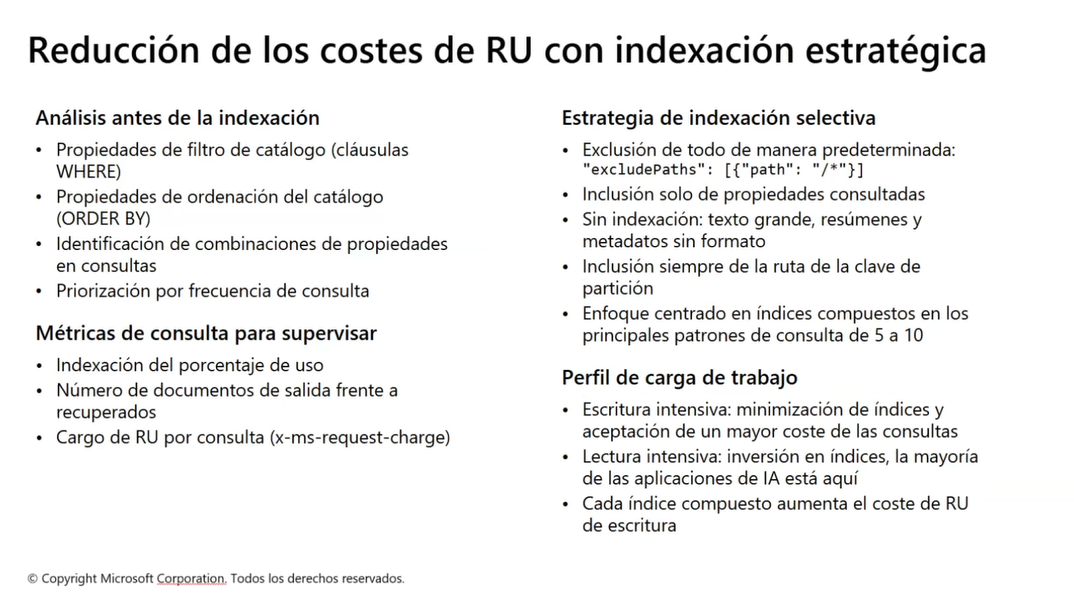 Reducción de los costes de RU con indexación estratégica
Análisis antes de la indexación
• Propiedades de filtro de catálogo (cláusulas
WHERE)
• Propiedades de ordenación del catálogo
(ORDER BY)
• Identificación de combinaciones de propiedades
en consultas
• Priorización por frecuencia de consulta
Métricas de consulta para supervisar
• Indexación del porcentaje de uso
• Número de documentos de salida frente a
recuperados
• Cargo de RU por consulta (x-ms-request-charge)
Estrategia de indexación selectiva
• Exclusión de todo de manera predeterminada:
"excludePaths": [{"path": "/*"}]
• Inclusión solo de propiedades consultadas
• Sin indexación: texto grande, resúmenes y
metadatos sin formato
• Inclusión siempre de la ruta de la clave de
partición
• Enfoque centrado en índices compuestos en los
principales patrones de consulta de 5 a 10
Perfil de carga de trabajo
• Escritura intensiva: minimización de índices y
aceptación de un mayor coste de las consultas
• Lectura intensiva: inversión en índices, la mayoría
de las aplicaciones de IA está aquí
• Cada índice compuesto aumenta el coste de RU
de escritura
© Copyright Microsoft Corporation. Todos los derechos reservados.